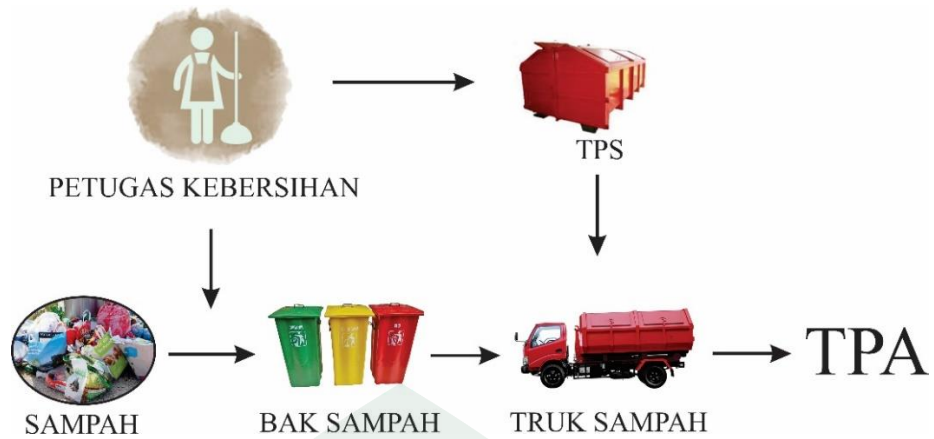 TPS
PETUGAS KEBERSIHAN
SAMPAH
BAK SAMPAH
TRUK SAMPAH
TPA